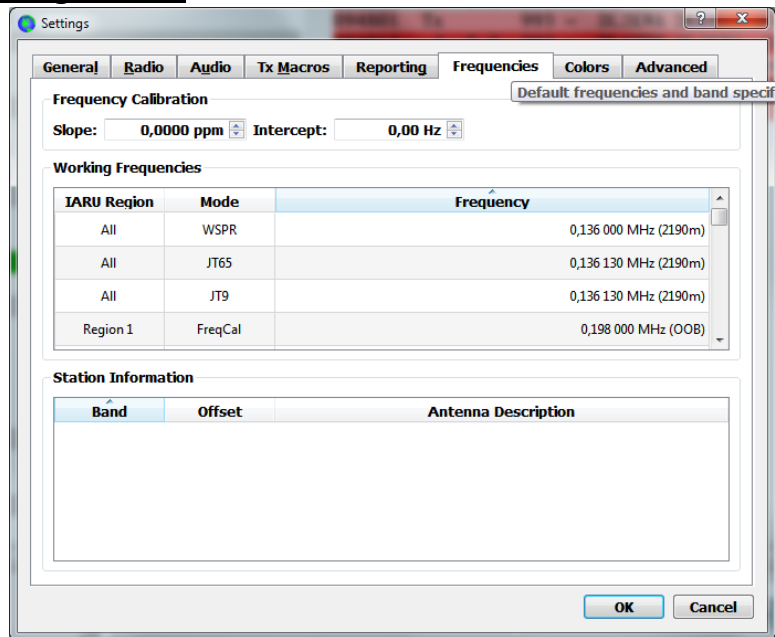 Settings
General Radio Audio Tx Macros Reporting Frequencies Colors Advanced
Default frequencies and band specif
Frequency Calibration
Slope: 0,0000 ppm Intercept: 0,00 Hz
Working Frequencies
IARU Region Mode Frequency
All WSPR 0,136 000 MHz (2190m)
All JT65 0,136 130 MHz (2190m)
All JT9 0,136 130 MHz (2190m)
Region 1 FreqCal 0,198 000 MHz (OOB)
Station Information
Band Offset Antenna Description
OK Cancel